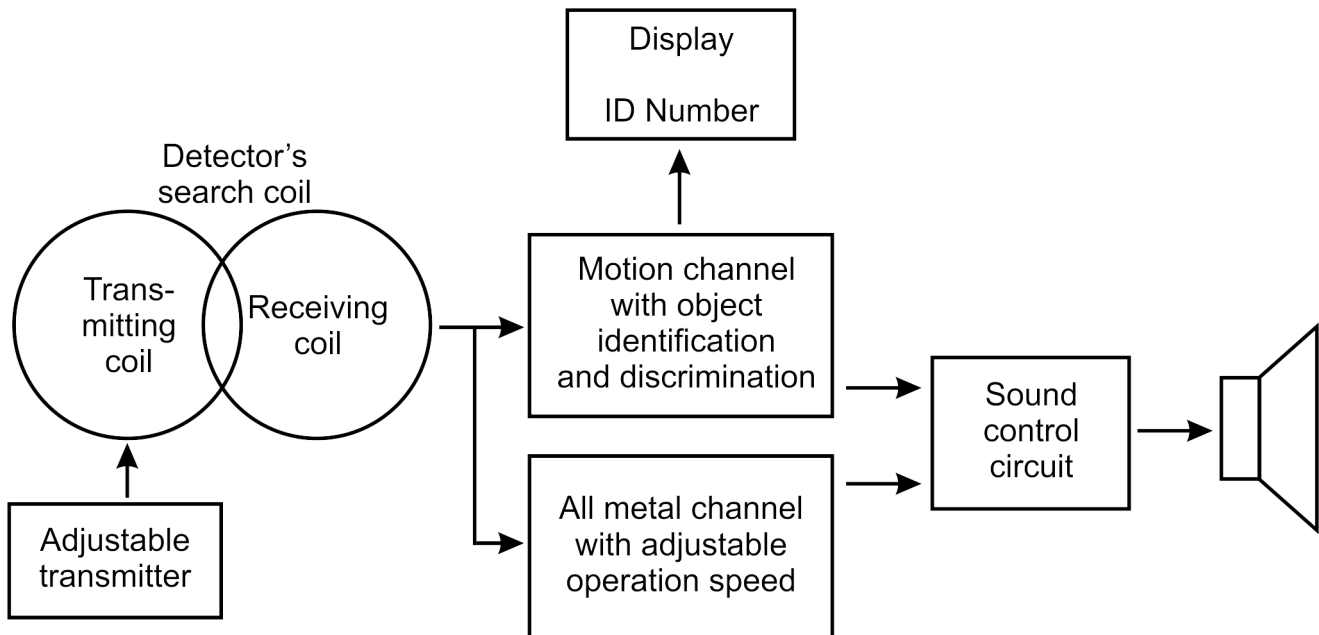 Display
ID Number
Detector’s
search coil
Trans-
mitting
coil
Receiving
coil
Motion channel
with object
identification
and discrimination
Sound
control
circuit
All metal channel
with adjustable
operation speed
Adjustable
transmitter